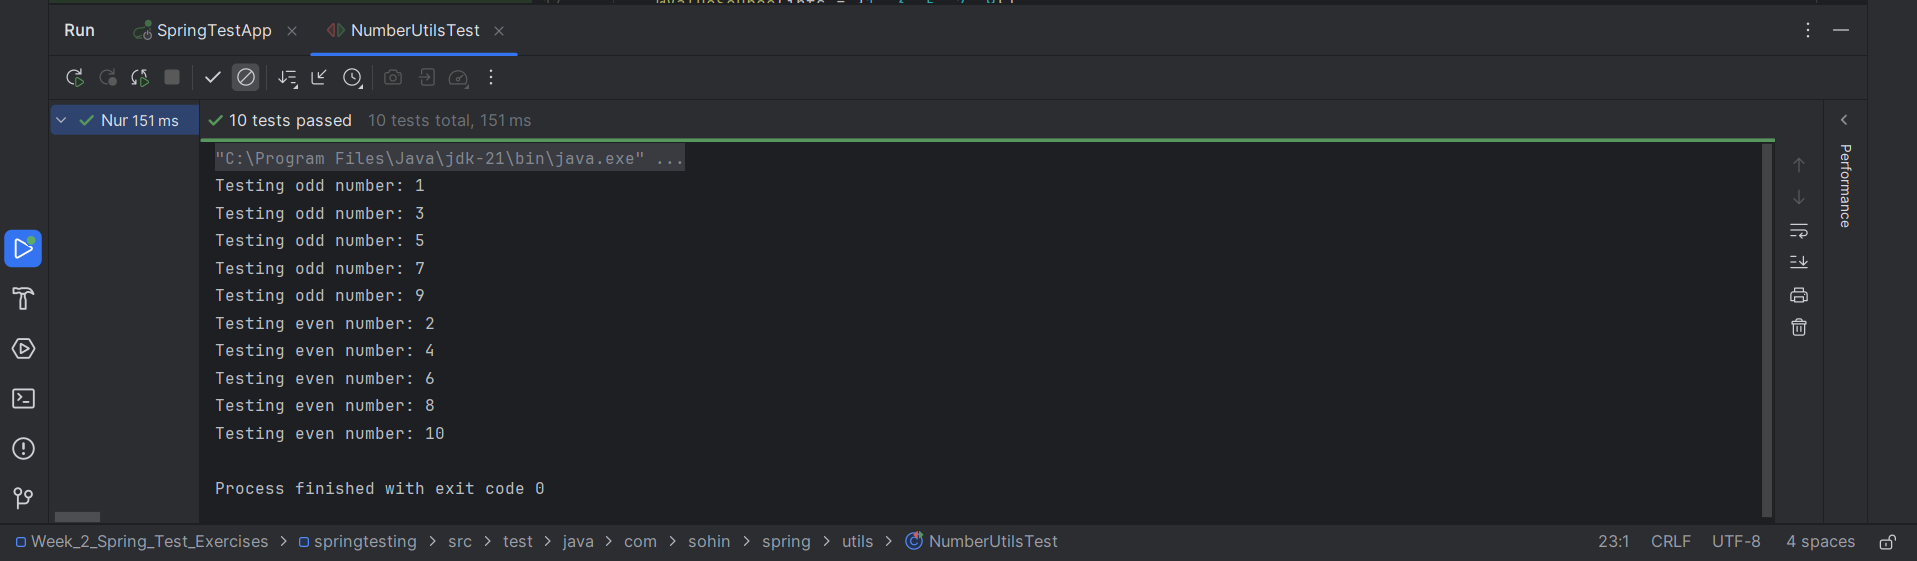 Run SpringTestApp NumberUtilsTest
Nur 151 ms
10 tests passed 10 tests total, 151 ms
"C:\Program Files\Java\jdk-21\bin\java.exe" ...
Testing odd number: 1
Testing odd number: 3
Testing odd number: 5
Testing odd number: 7
Testing odd number: 9
Testing even number: 2
Testing even number: 4
Testing even number: 6
Testing even number: 8
Testing even number: 10
Process finished with exit code 0
Performance
Week_2_Spring_Test_Exercises > springtesting > src > test > java > com > sohin > spring > utils > NumberUtilsTest 23:1 CRLF UTF-8 4 spaces